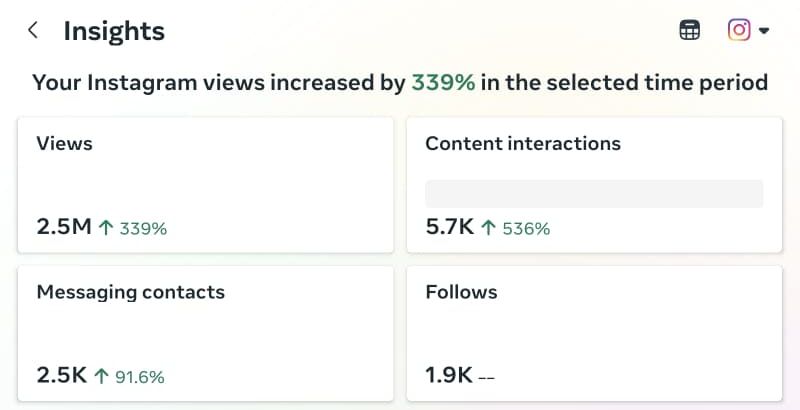 Insights
Your Instagram views increased by 339% in the selected time period
Views
2.5M ↑ 339%
Content interactions
5.7K ↑ 536%
Messaging contacts
2.5K ↑ 91.6%
Follows
1.9K --